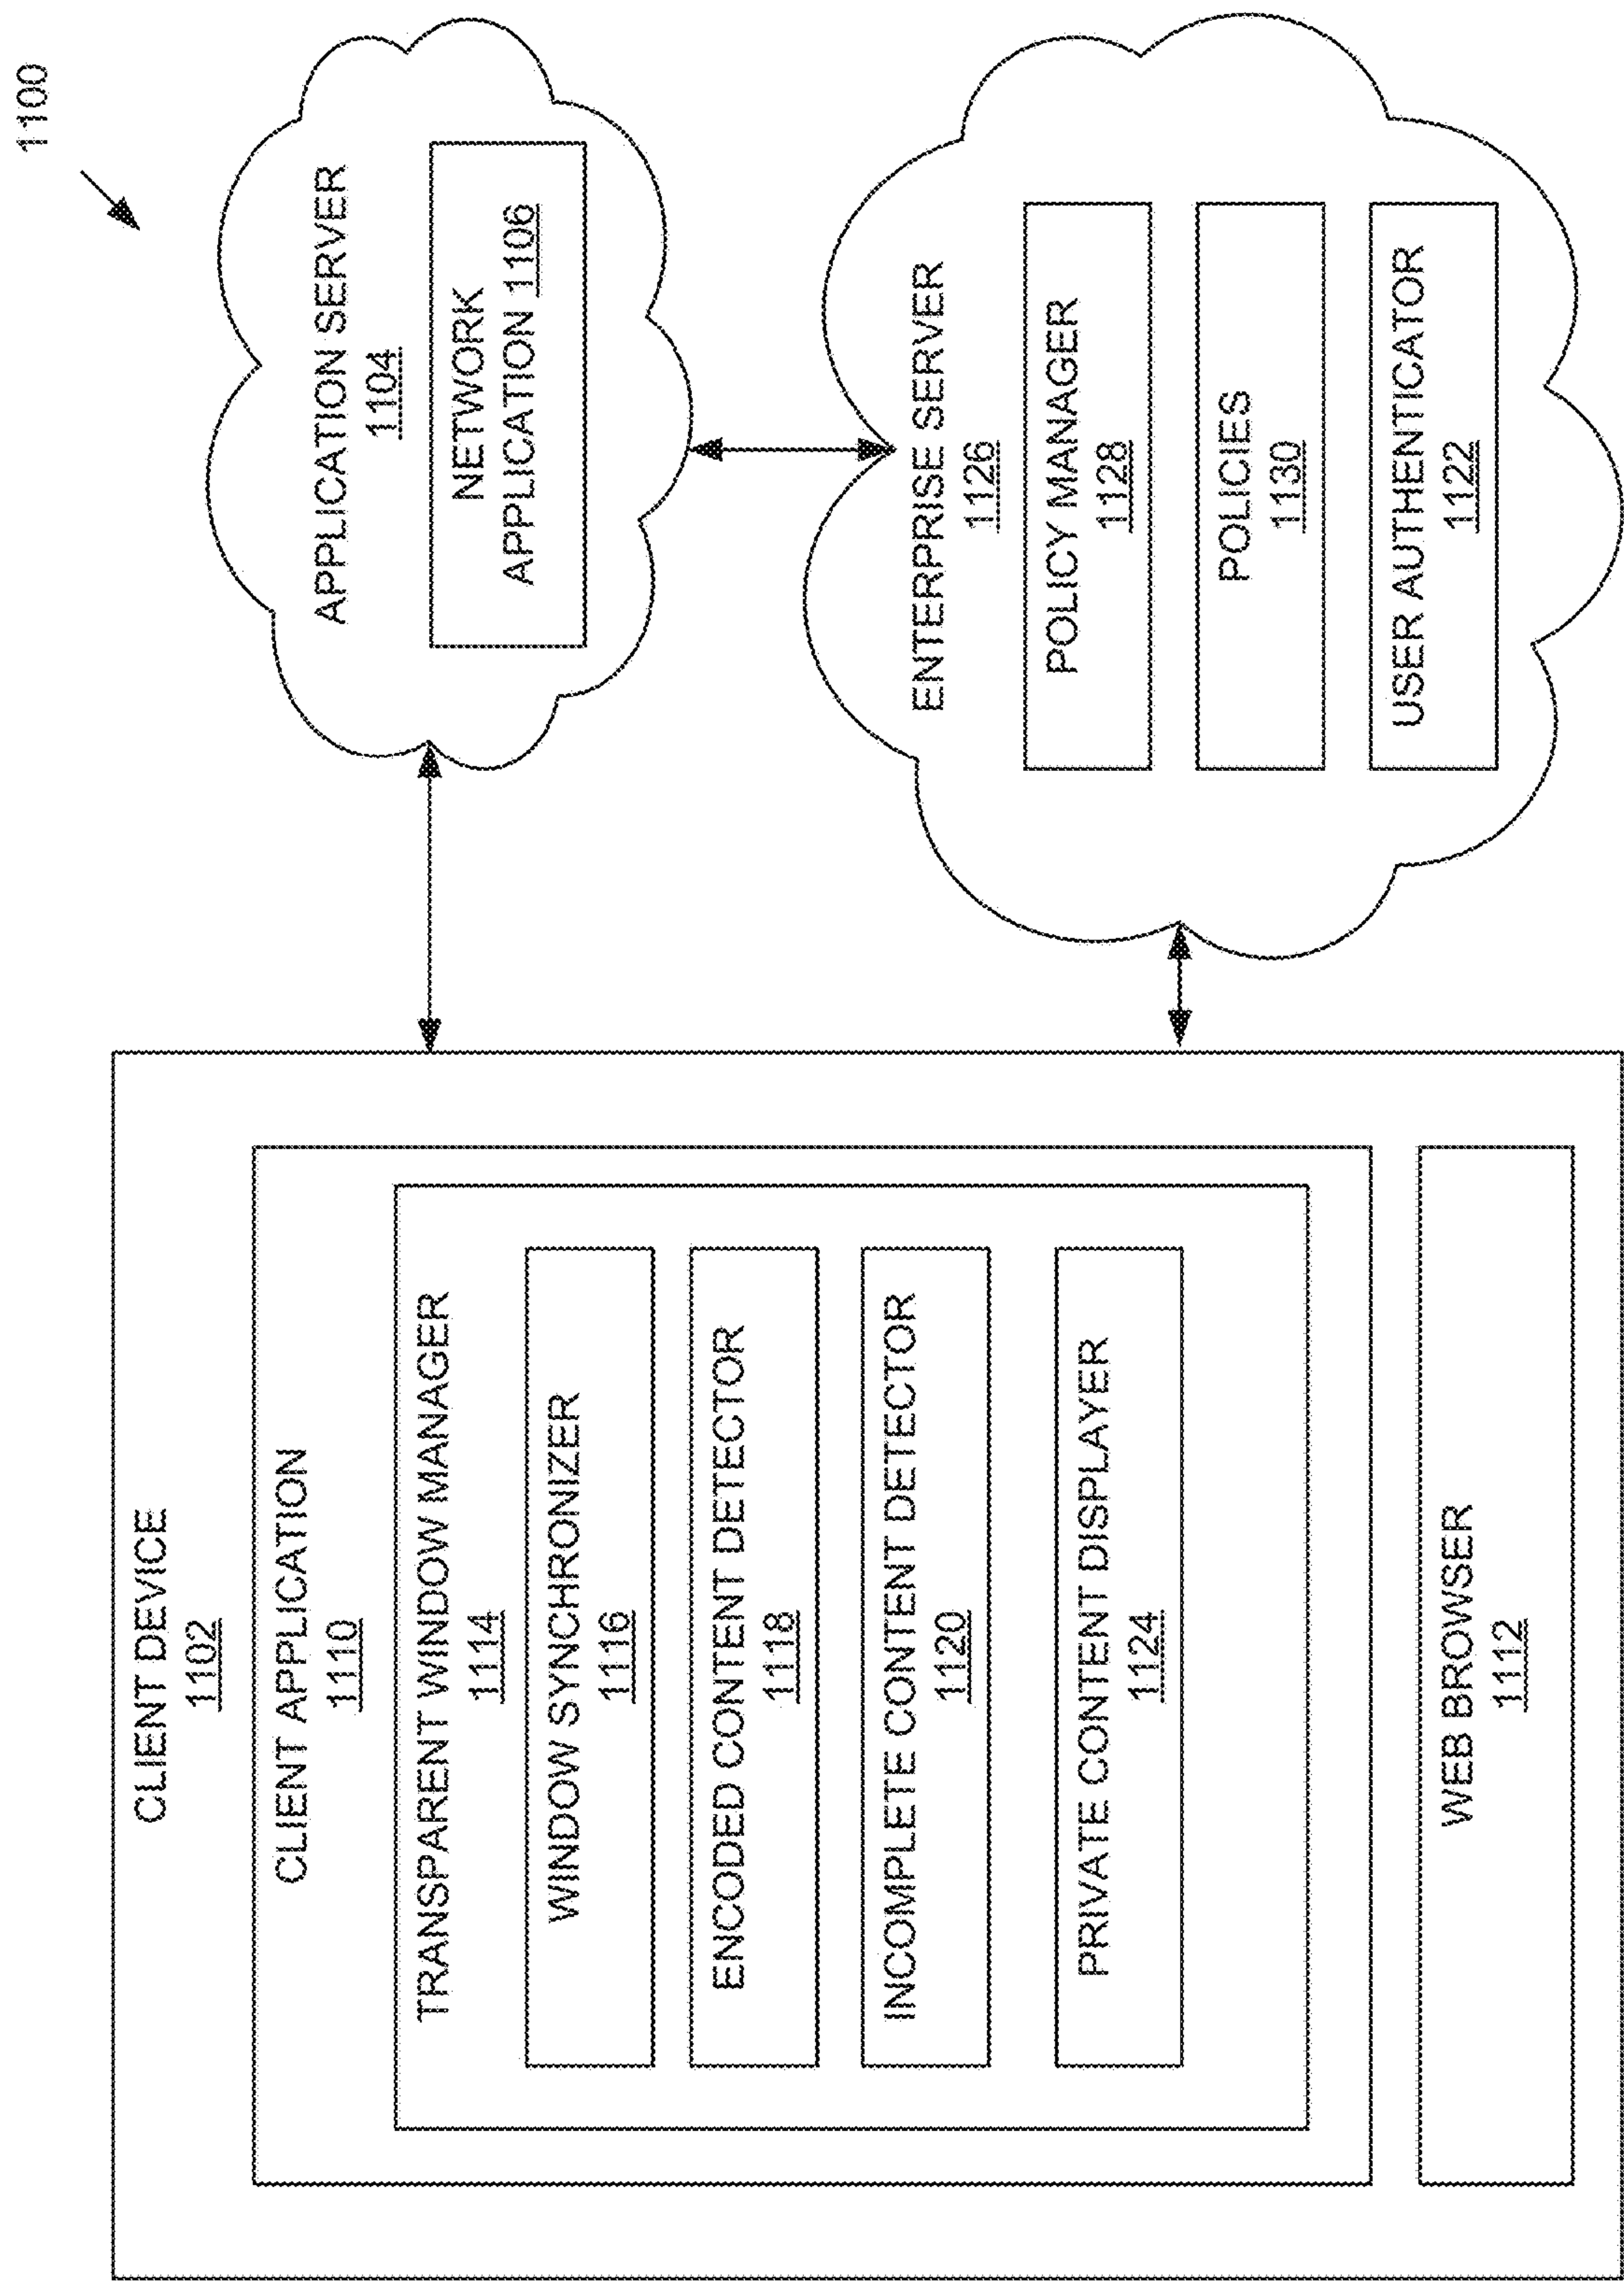 1100
CLIENT DEVICE
1102
CLIENT APPLICATION
1110
TRANSPARENT WINDOW MANAGER
1114
WINDOW SYNCHRONIZER
1116
ENCODED CONTENT DETECTOR
1118
INCOMPLETE CONTENT DETECTOR
1120
PRIVATE CONTENT DISPLAYER
1124
WEB BROWSER
1112
APPLICATION SERVER
1104
NETWORK
APPLICATION 1106
ENTERPRISE SERVER
1126
POLICY MANAGER
1128
POLICIES
1130
USER AUTHENTICATOR
1122